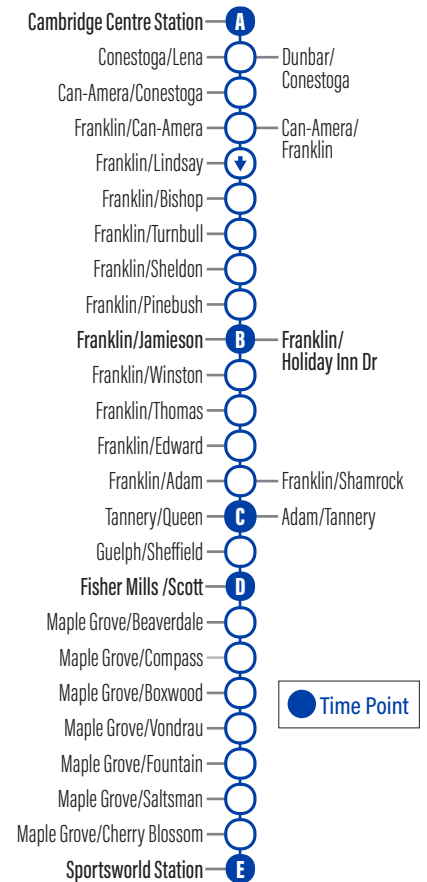 Cambridge Centre Station A
Conestoga/Lena Dunbar/
Conestoga
Can-Amera/Conestoga
Franklin/Can-Amera Can-Amera/
Franklin
Franklin/Lindsay
Franklin/Bishop
Franklin/Turnbull
Franklin/Sheldon
Franklin/Pinebush
Franklin/Jamieson B Franklin/
Holiday Inn Dr
Franklin/Winston
Franklin/Thomas
Franklin/Edward
Franklin/Adam Franklin/Shamrock
Tannery/Queen C Adam/Tannery
Guelph/Sheffield
Fisher Mills /Scott D
Maple Grove/Beaverdale
Maple Grove/Compass
Maple Grove/Boxwood
Time Point
Maple Grove/Vondrau
Maple Grove/Fountain
Maple Grove/Saltsman
Maple Grove/Cherry Blossom
Sportsworld Station E